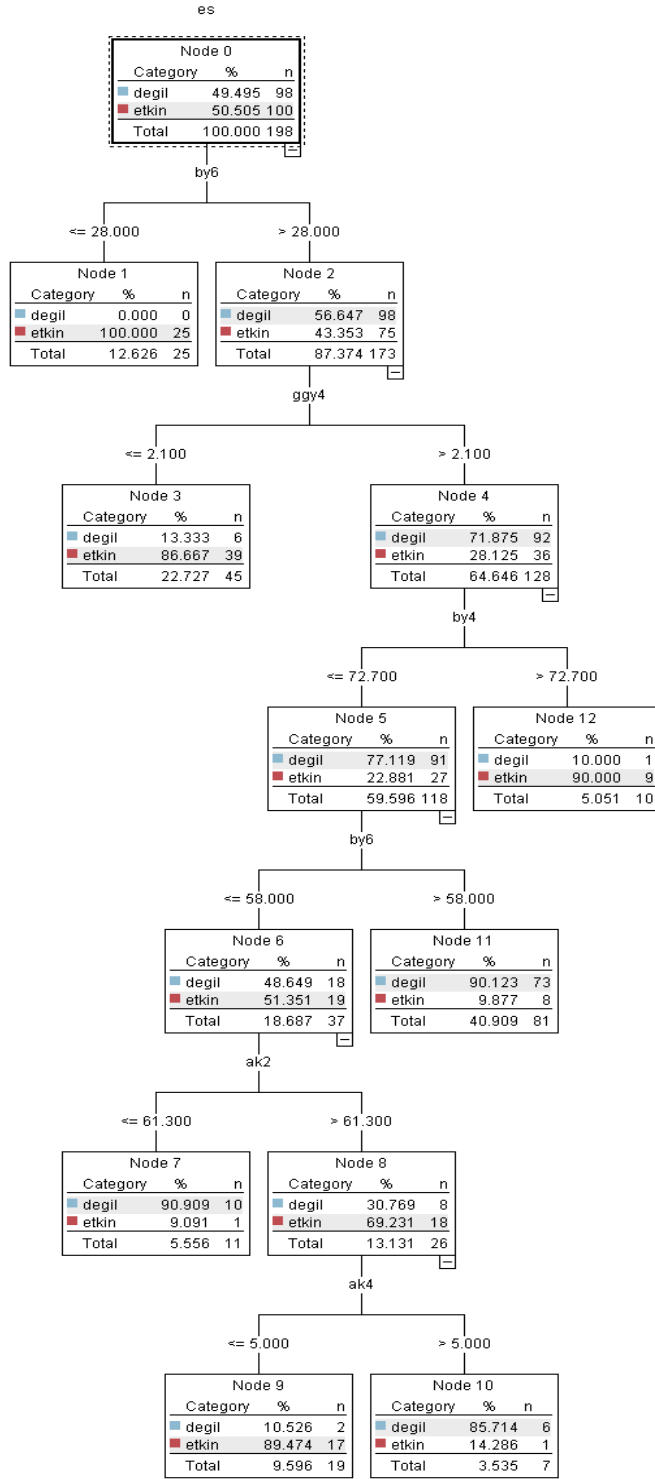 es
Node 0
Category % n
degil 49.495 98
etkin 50.505 100
Total 100.000 198
by6
<= 28.000 > 28.000
Node 1
Category % n
degil 0.000 0
etkin 100.000 25
Total 12.626 25
Node 2
Category % n
degil 56.647 98
etkin 43.353 75
Total 87.374 173
ggy4
<= 2.100 > 2.100
Node 3
Category % n
degil 13.333 6
etkin 86.667 39
Total 22.727 45
Node 4
Category % n
degil 71.875 92
etkin 28.125 36
Total 64.646 128
by4
<= 72.700 > 72.700
Node 5
Category % n
degil 77.119 91
etkin 22.881 27
Total 59.596 118
Node 12
Category % n
degil 10.000 1
etkin 90.000 9
Total 5.051 10
by6
<= 58.000 > 58.000
Node 6
Category % n
degil 48.649 18
etkin 51.351 19
Total 18.687 37
Node 11
Category % n
degil 90.123 73
etkin 9.877 8
Total 40.909 81
ak2
<= 61.300 > 61.300
Node 7
Category % n
degil 90.909 10
etkin 9.091 1
Total 5.556 11
Node 8
Category % n
degil 30.769 8
etkin 69.231 18
Total 13.131 26
ak4
<= 5.000 > 5.000
Node 9
Category % n
degil 10.526 2
etkin 89.474 17
Total 9.596 19
Node 10
Category % n
degil 85.714 6
etkin 14.286 1
Total 3.535 7